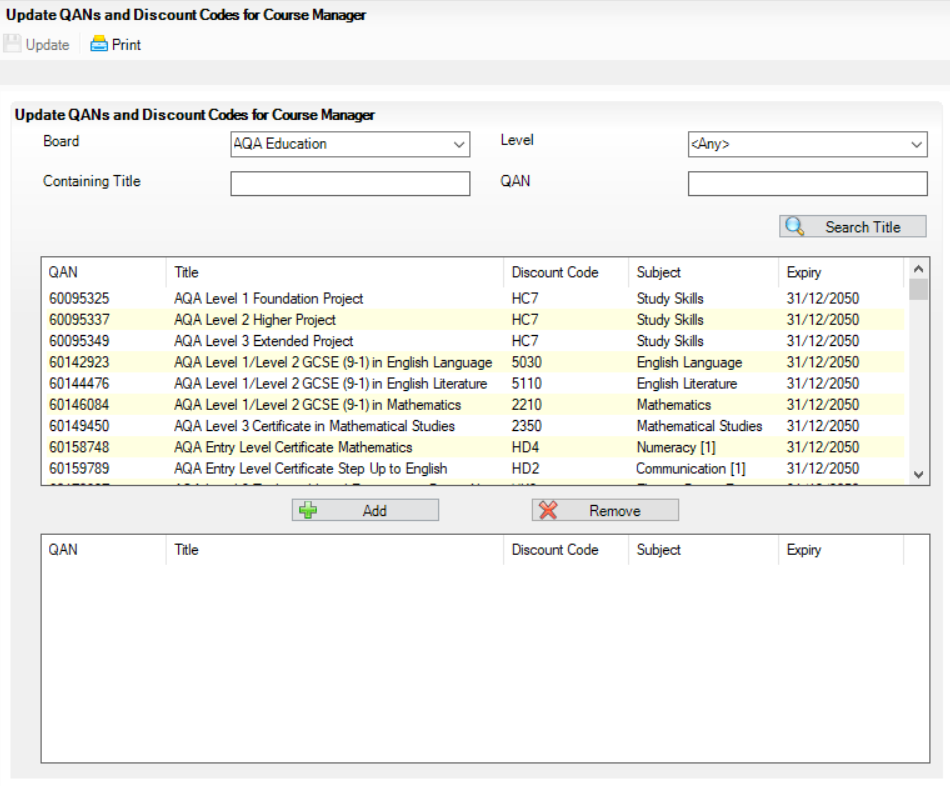 Update QANs and Discount Codes for Course Manager
Update Print
Update QANs and Discount Codes for Course Manager
Board AQA Education Level <Any>
Containing Title QAN
Search Title
QAN Title Discount Code Subject Expiry
60095325 AQA Level 1 Foundation Project HC7 Study Skills 31/12/2050
60095337 AQA Level 2 Higher Project HC7 Study Skills 31/12/2050
60095349 AQA Level 3 Extended Project HC7 Study Skills 31/12/2050
60142923 AQA Level 1/Level 2 GCSE (9-1) in English Language 5030 English Language 31/12/2050
60144476 AQA Level 1/Level 2 GCSE (9-1) in English Literature 5110 English Literature 31/12/2050
60146084 AQA Level 1/Level 2 GCSE (9-1) in Mathematics 2210 Mathematics 31/12/2050
60149450 AQA Level 3 Certificate in Mathematical Studies 2350 Mathematical Studies 31/12/2050
60158748 AQA Entry Level Certificate Mathematics HD4 Numeracy [1] 31/12/2050
60159789 AQA Entry Level Certificate Step Up to English HD2 Communication [1] 31/12/2050
Add Remove
QAN Title Discount Code Subject Expiry